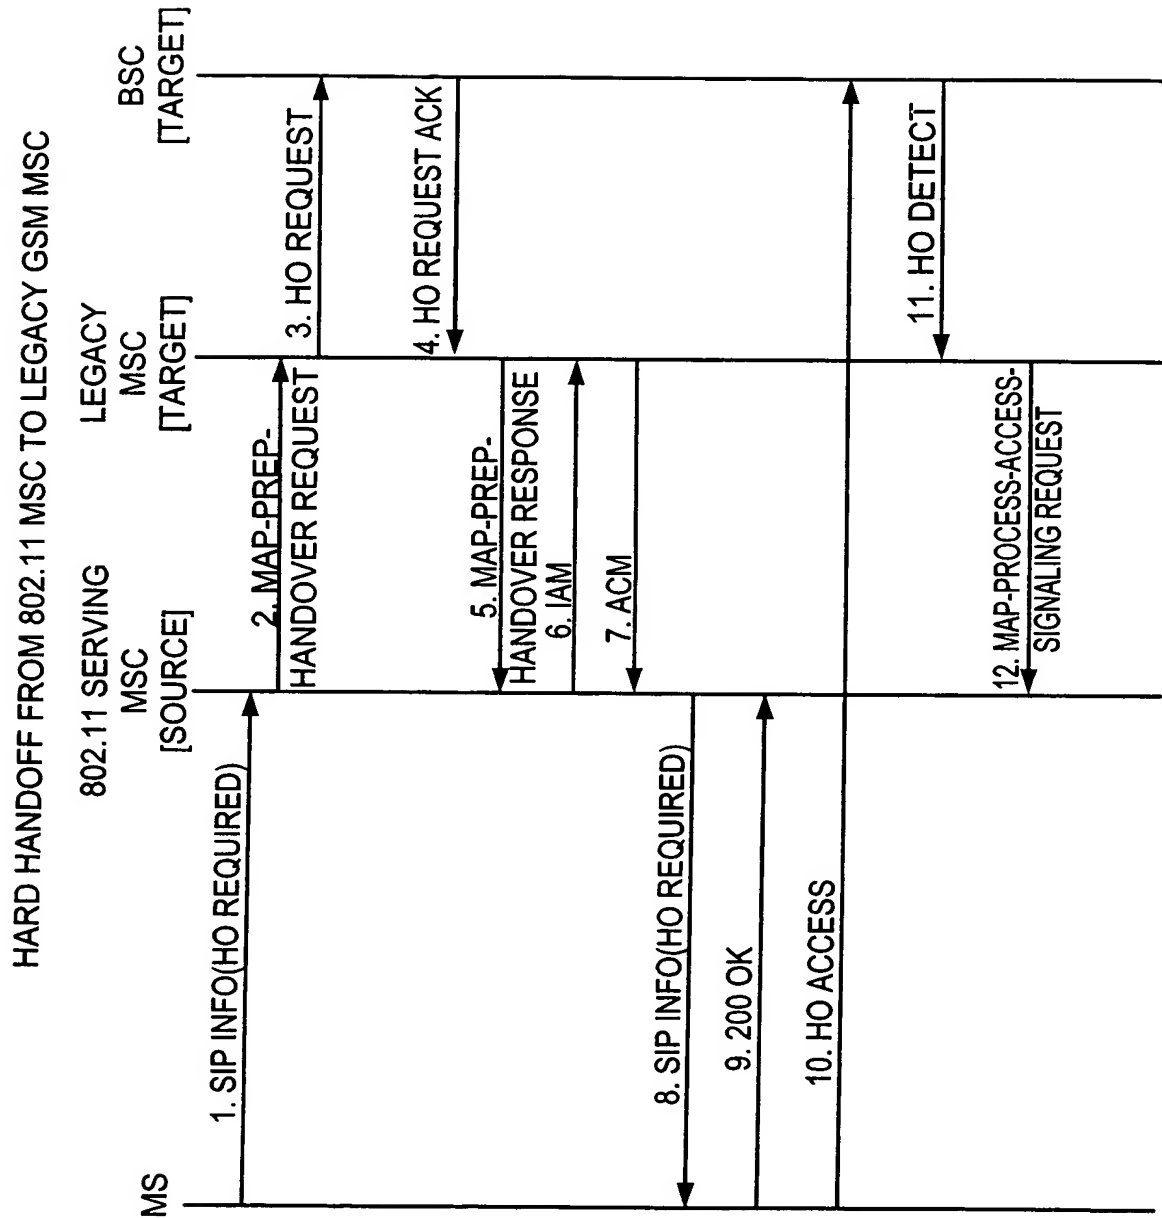 HARD HANDOFF FROM 802.11 MSC TO LEGACY GSM MSC
MS
802.11 SERVING
MSC
[SOURCE]
LEGACY
MSC
[TARGET]
BSC
[TARGET]
1. SIP INFO(HO REQUIRED)
2. MAP-PREP-
HANDOVER REQUEST
3. HO REQUEST
4. HO REQUEST ACK
5. MAP-PREP-
HANDOVER RESPONSE
6. IAM
7. ACM
8. SIP INFO(HO REQUIRED)
9. 200 OK
10. HO ACCESS
11. HO DETECT
12. MAP-PROCESS-ACCESS-
SIGNALING REQUEST